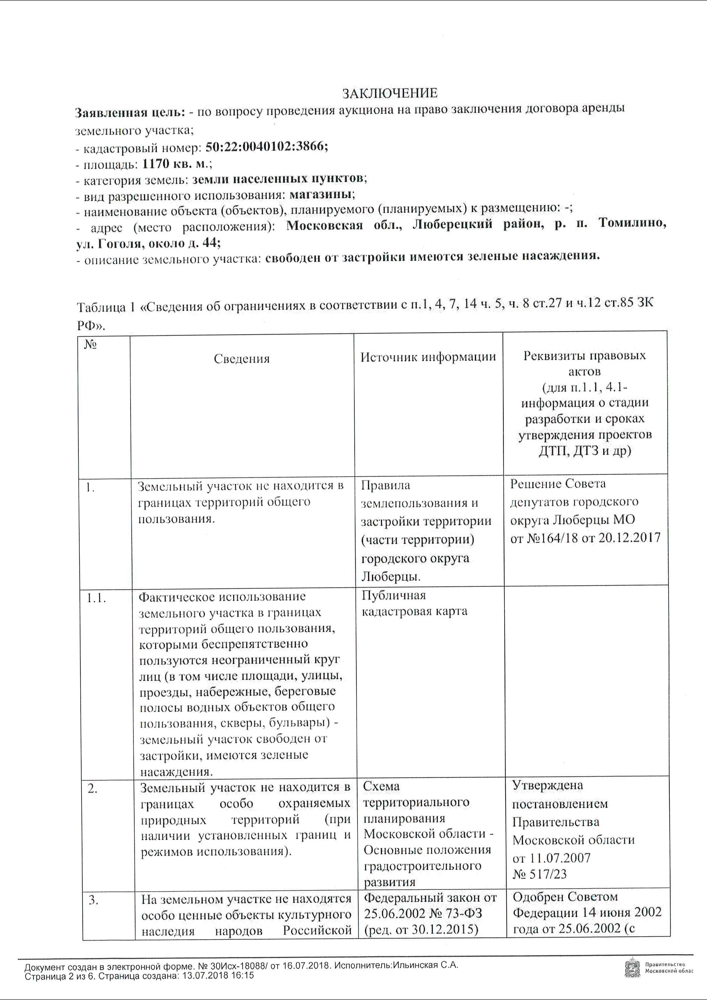 ЗАКЛЮЧЕНИЕ
Заявленная цель: - по вопросу проведения аукциона на право заключения договора аренды
земельного участка;
- кадастровый номер: 50:22:0040102:3866;
- площадь: 1170 кв. м.;
- категория земель: земли населенных пунктов;
- вид разрешенного использования: магазины;
- наименование объекта (объектов), планируемого (планируемых) к размещению: -;
- адрес (место расположения): Московская обл., Люберецкий район, р. п. Томилино,
ул. Гоголя, около д. 44;
- описание земельного участка: свободен от застройки имеются зеленые насаждения.
Таблица 1 «Сведения об ограничениях в соответствии с п.1, 4, 7, 14 ч. 5, ч. 8 ст.27 и ч.12 ст.85 ЗК
РФ».
№
Сведения
Источник информации
Реквизиты правовых
актов
(для п.1.1, 4.1-
информация о стадии
разработки и сроках
утверждения проектов
ДТП, ДТЗ и др)
1.
Земельный участок не находится в
границах территорий общего
пользования.
Правила
землепользования и
застройки территории
(части территории)
городского округа
Люберцы.
Решение Совета
депутатов городского
округа Люберцы МО
от №164/18 от 20.12.2017
1.1.
Фактическое использование
земельного участка в границах
территорий общего пользования,
которыми беспрепятственно
пользуются неограниченный круг
лиц (в том числе площади, улицы,
проезды, набережные, береговые
полосы водных объектов общего
пользования, скверы, бульвары) -
земельный участок свободен от
застройки, имеются зеленые
насаждения.
Публичная
кадастровая карта
2.
Земельный участок не находится в
границах особо охраняемых
природных территорий (при
наличии установленных границ и
режимов использования).
Схема
территориального
планирования
Московской области -
Основные положения
градостроительного
развития
Утверждена
постановлением
Правительства
Московской области
от 11.07.2007
№ 517/23
3.
На земельном участке не находятся
особо ценные объекты культурного
наследия народов Российской
Федеральный закон от
25.06.2002 № 73-ФЗ
(ред. от 30.12.2015)
Одобрен Советом
Федерации 14 июня 2002
года от 25.06.2002 (с
Документ создан в электронной форме. № 30Исх-18088/ от 16.07.2018. Исполнитель:Ильинская С.А.
Страница 2 из 6. Страница создана: 13.07.2018 16:15
Правительство
Московской облас